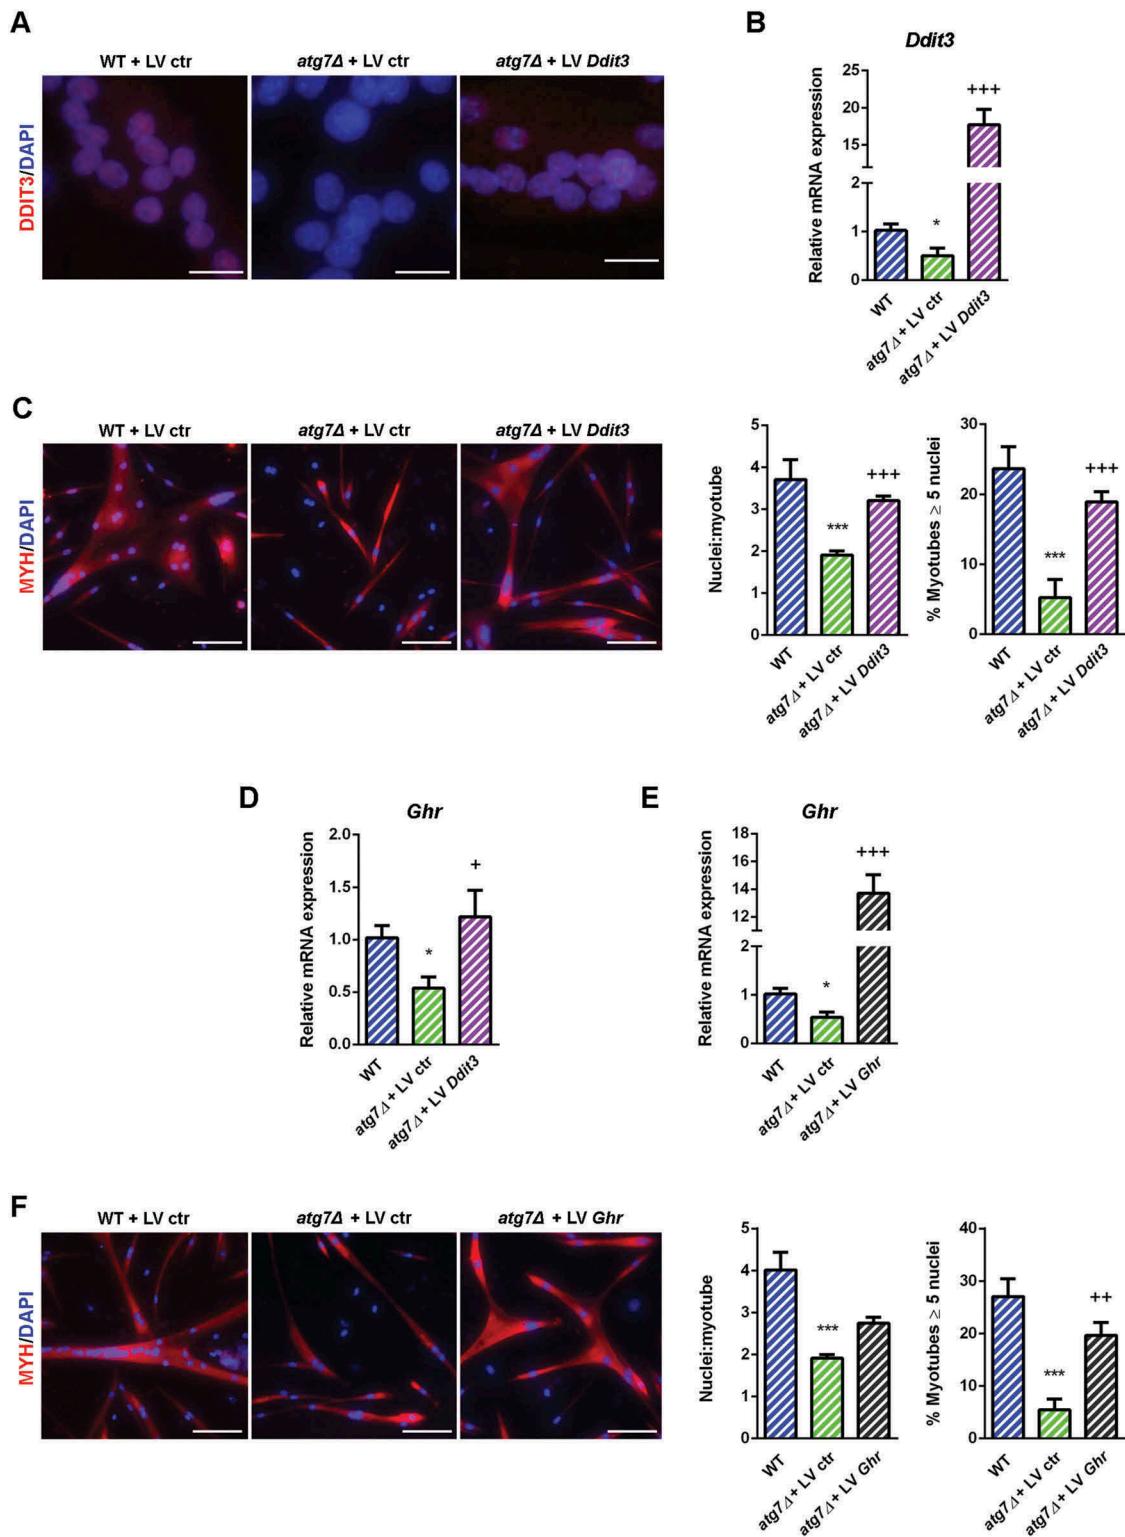 A
WT + LV ctr
atg7Δ + LV ctr
atg7Δ + LV Ddit3
DDIT3/DAPI
B
Ddit3
Relative mRNA expression
25
20
15
2
1
0
*
+++
WT
atg7Δ + LV ctr
atg7Δ + LV Ddit3
C
WT + LV ctr
atg7Δ + LV ctr
atg7Δ + LV Ddit3
MYH/DAPI
Nuclei:myotube
5
4
3
2
1
0
***
+++
WT
atg7Δ + LV ctr
atg7Δ + LV Ddit3
% Myotubes ≥ 5 nuclei
30
20
10
0
***
+++
WT
atg7Δ + LV ctr
atg7Δ + LV Ddit3
D
Ghr
Relative mRNA expression
2.0
1.5
1.0
0.5
0.0
*
+
WT
atg7Δ + LV ctr
atg7Δ + LV Ddit3
E
Ghr
Relative mRNA expression
18
16
14
12
2
1
0
*
+++
WT
atg7Δ + LV ctr
atg7Δ + LV Ghr
F
WT + LV ctr
atg7Δ + LV ctr
atg7Δ + LV Ghr
MYH/DAPI
Nuclei:myotube
5
4
3
2
1
0
***
WT
atg7Δ + LV ctr
atg7Δ + LV Ghr
% Myotubes ≥ 5 nuclei
40
30
20
10
0
***
++
WT
atg7Δ + LV ctr
atg7Δ + LV Ghr